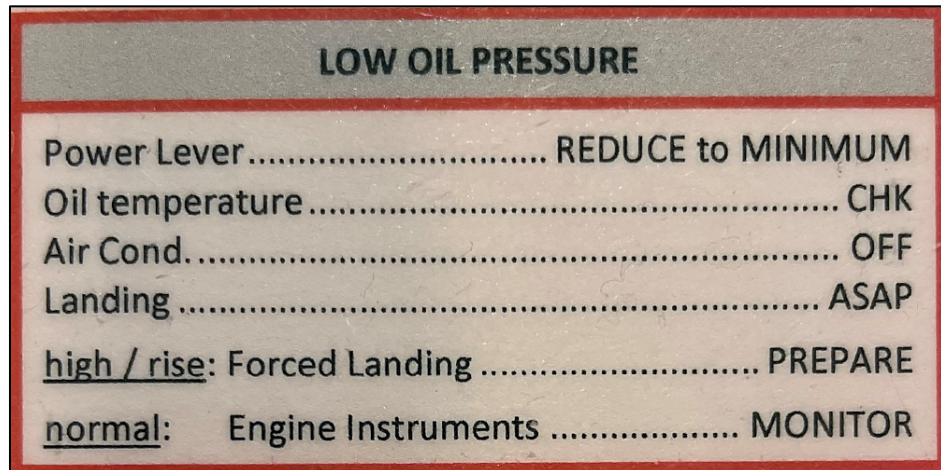 LOW OIL PRESSURE
Power Lever.............................. REDUCE to MINIMUM
Oil temperature..................................................... CHK
Air Cond. ................................................................ OFF
Landing ................................................................ ASAP
high / rise: Forced Landing ........................... PREPARE
normal: Engine Instruments .................. MONITOR